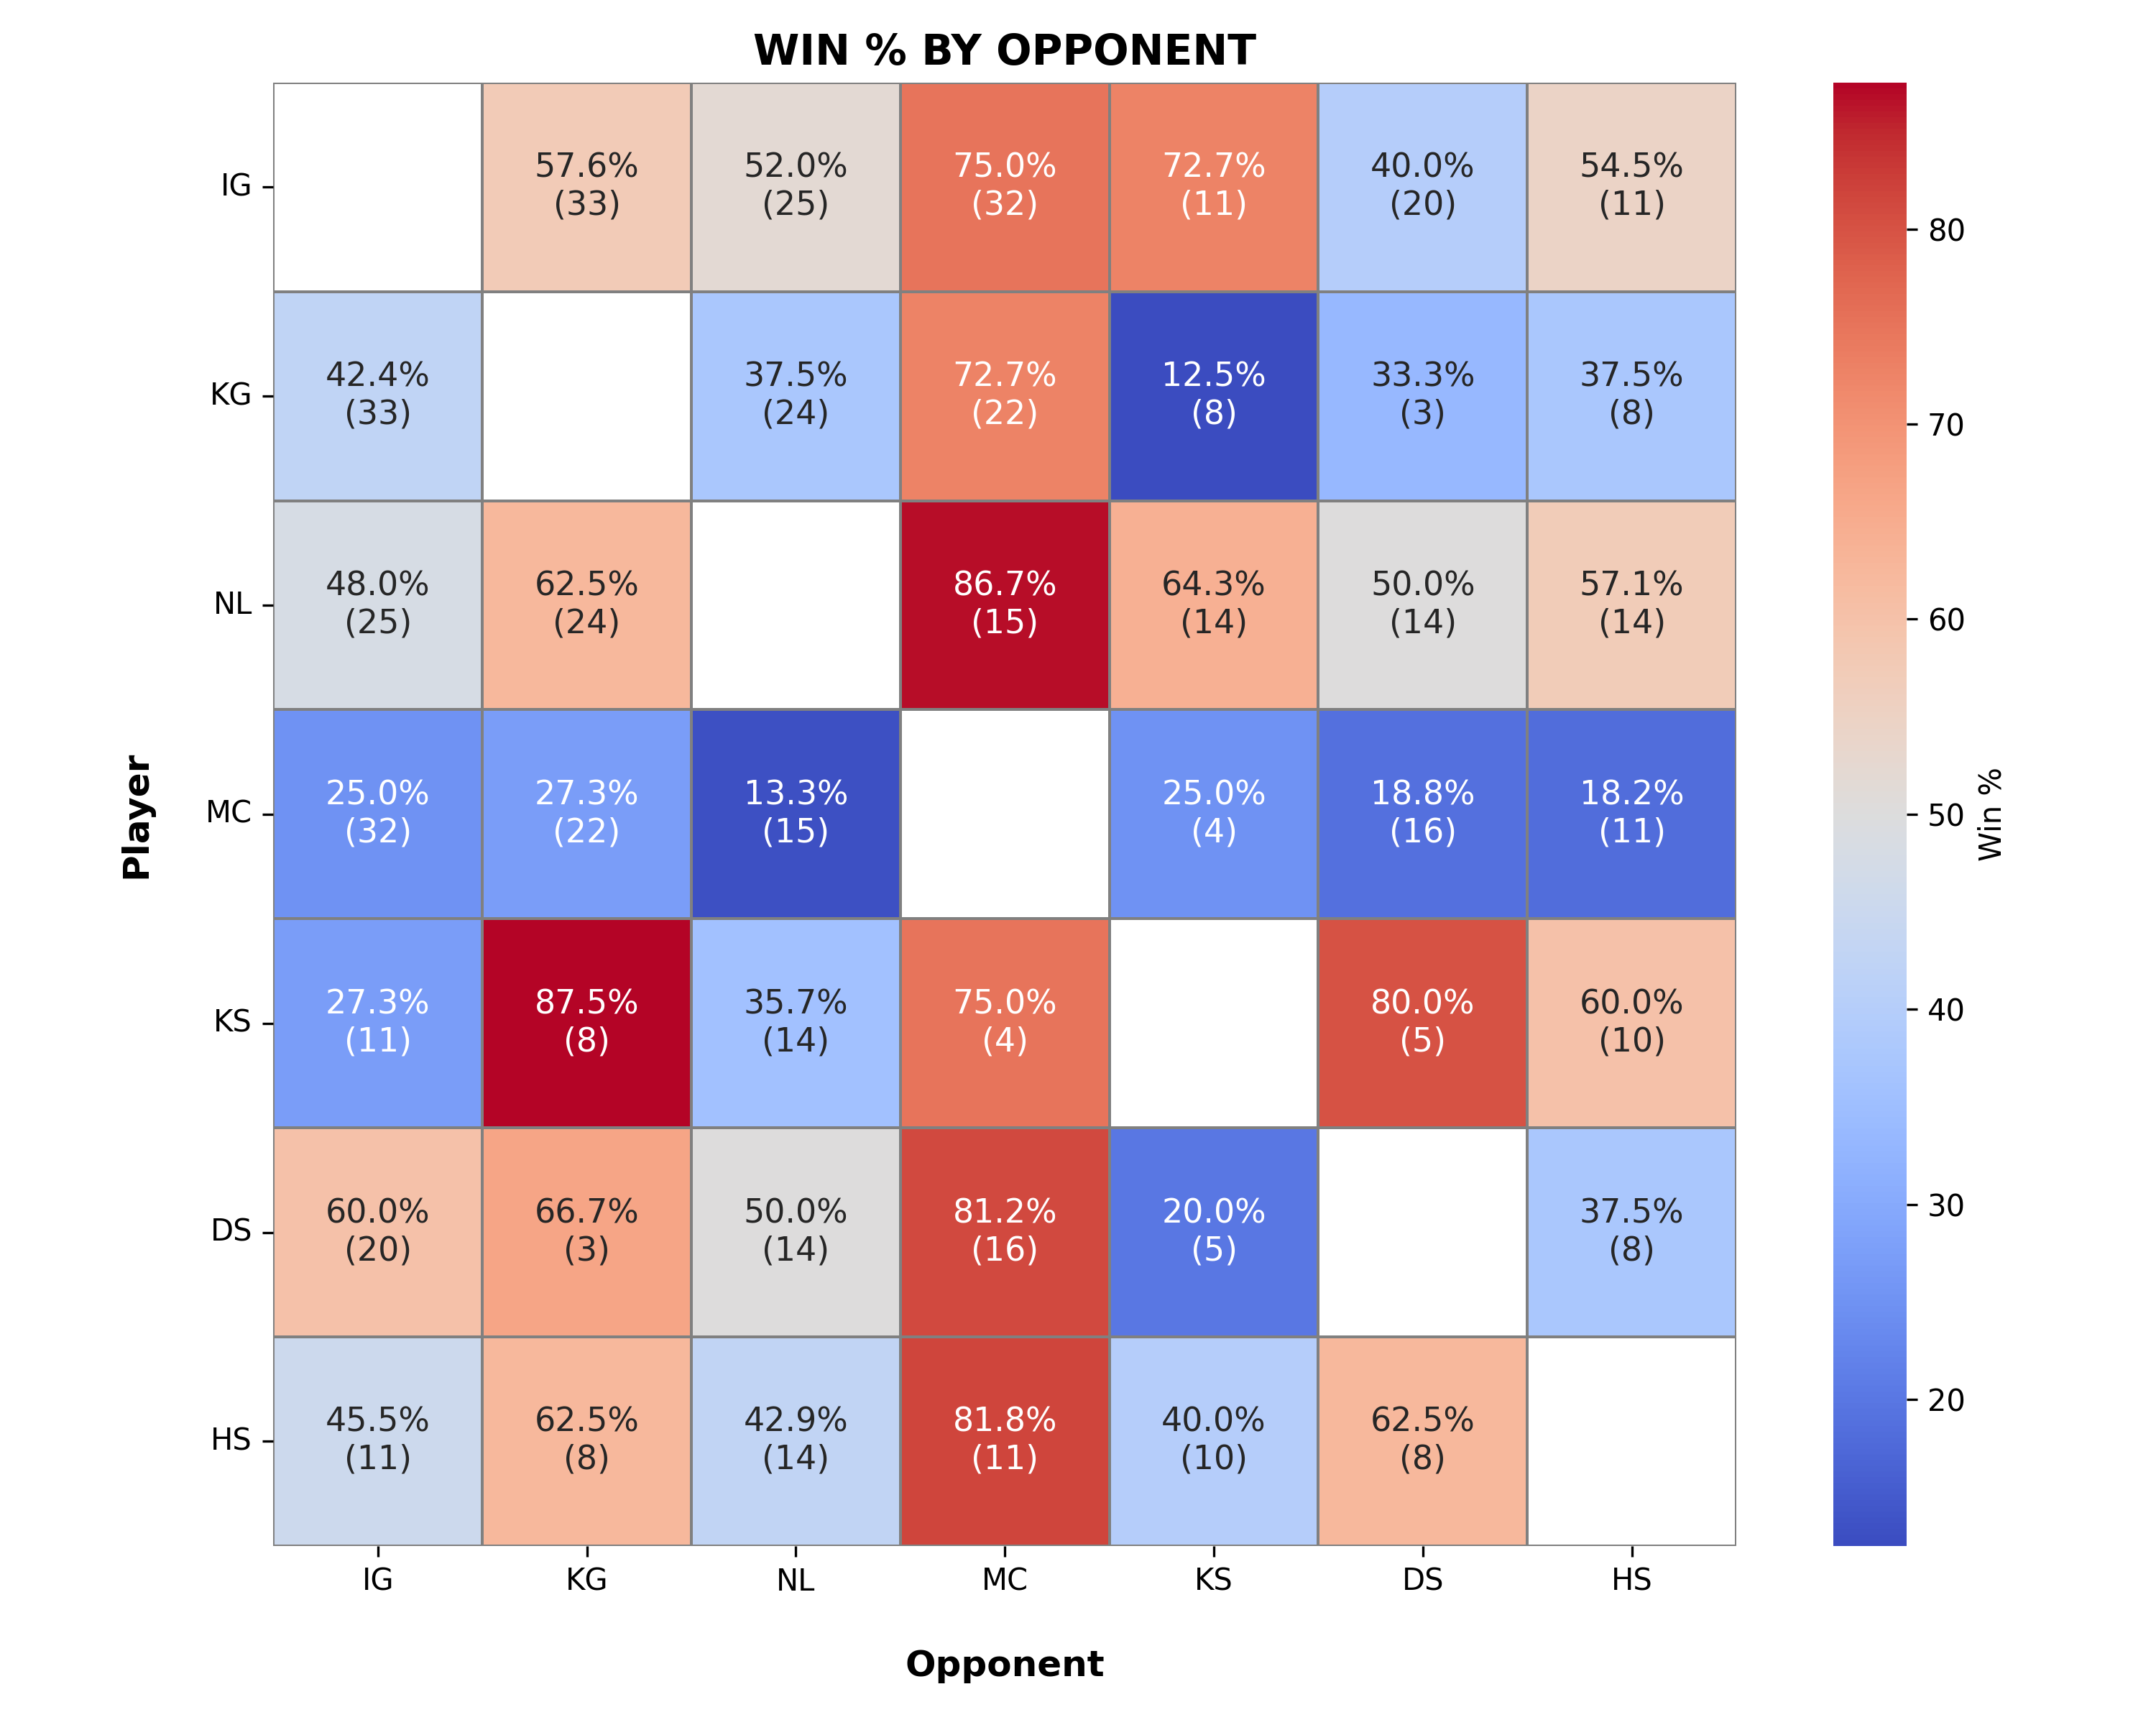 WIN % BY OPPONENT
IG
57.6% 52.0% 75.0% 72.7% 40.0% 54.5%
(33) (25) (32) (11) (20) (11)
KG
42.4% 37.5% 72.7% 12.5% 33.3% 37.5%
(33) (24) (22) (8) (3) (8)
NL
48.0% 62.5% 86.7% 64.3% 50.0% 57.1%
(25) (24) (15) (14) (14) (14)
MC
25.0% 27.3% 13.3% 25.0% 18.8% 18.2%
(32) (22) (15) (4) (16) (11)
KS
27.3% 87.5% 35.7% 75.0% 80.0% 60.0%
(11) (8) (14) (4) (5) (10)
DS
60.0% 66.7% 50.0% 81.2% 20.0% 37.5%
(20) (3) (14) (16) (5) (8)
HS
45.5% 62.5% 42.9% 81.8% 40.0% 62.5%
(11) (8) (14) (11) (10) (8)
IG KG NL MC KS DS HS
Player
Opponent
80
70
60
50
40
30
20
Win %